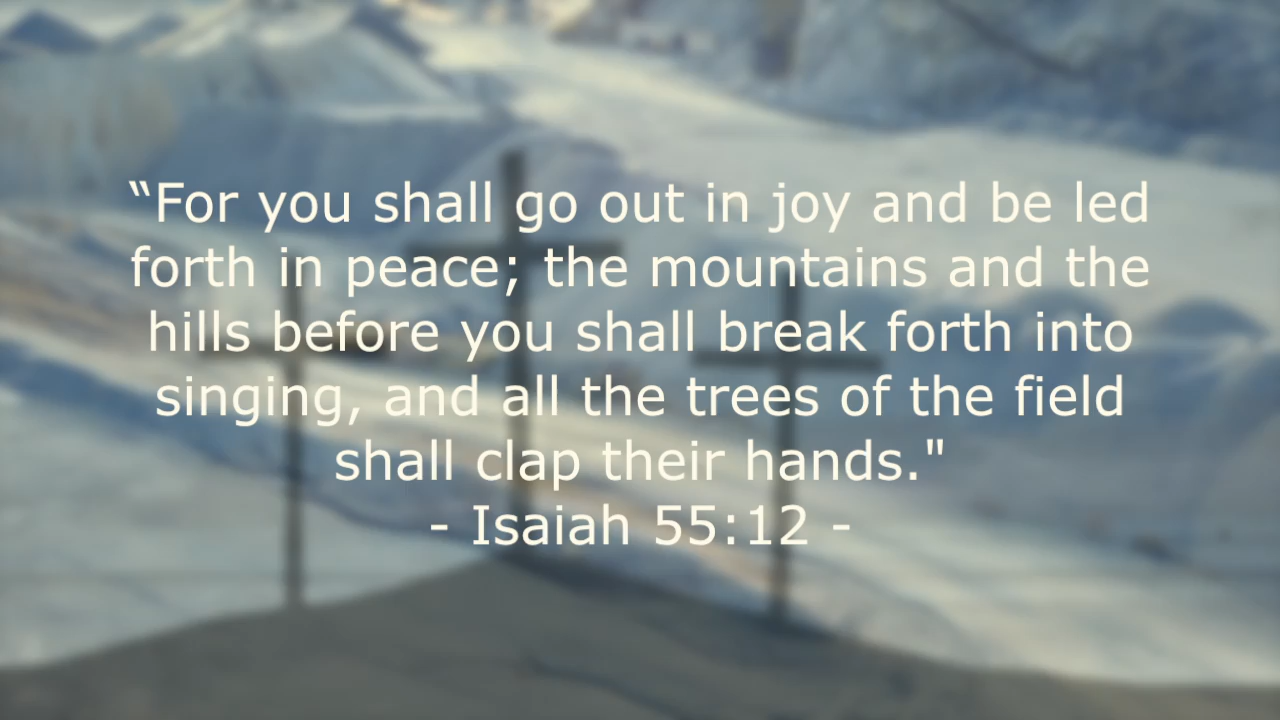 “For you shall go out in joy and be led
forth in peace; the mountains and the
hills before you shall break forth into
singing, and all the trees of the field
shall clap their hands."
- Isaiah 55:12 -